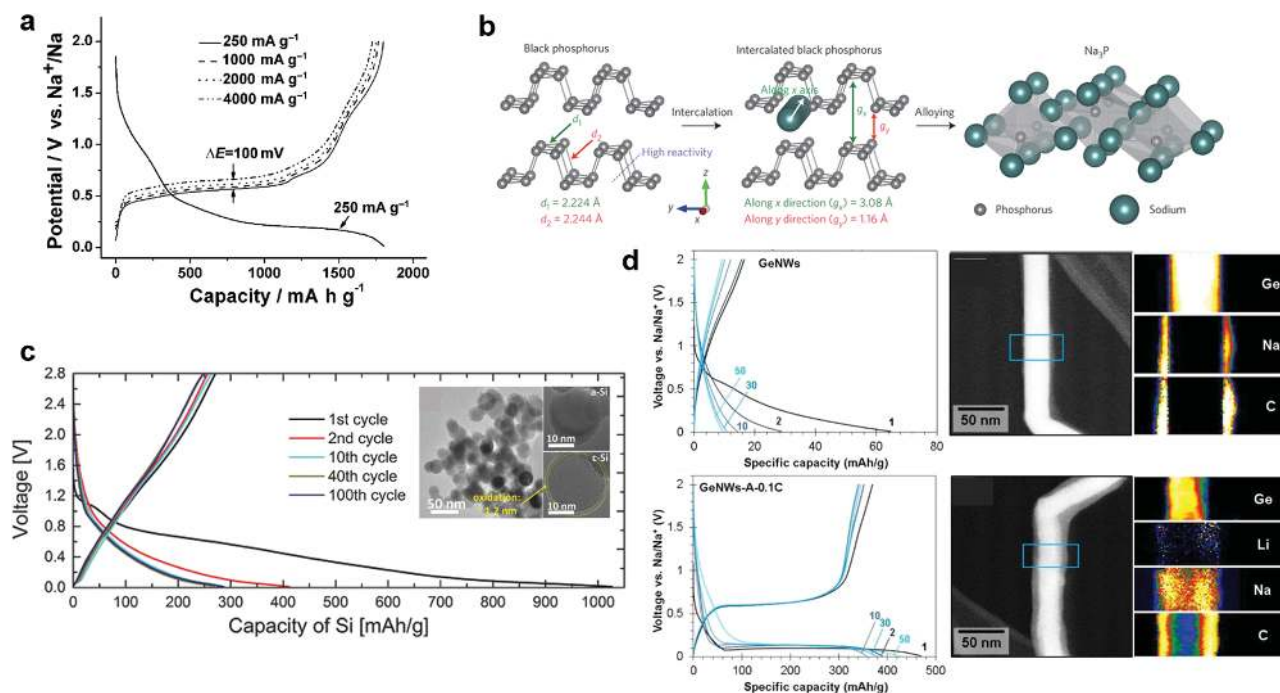 a
Potential / V vs. Na⁺/Na
2.0
1.5
1.0
0.5
0.0
250 mA g⁻¹
1000 mA g⁻¹
2000 mA g⁻¹
4000 mA g⁻¹
ΔE=100 mV
250 mA g⁻¹
0 500 1000 1500 2000
Capacity / mA h g⁻¹
b
Black phosphorus
Intercalated black phosphorus
Na₃P
Along x axis
gₓ
gᵧ
Intercalation
Alloying
d₁
d₂
High reactivity
z
y
x
d₁ = 2.224 Å
d₂ = 2.244 Å
Along x direction (gₓ) = 3.08 Å
Along y direction (gᵧ) = 1.16 Å
Phosphorus
Sodium
c
Voltage [V]
2.8
2.4
2.0
1.6
1.2
0.8
0.4
0.0
1st cycle
2nd cycle
10th cycle
40th cycle
100th cycle
50 nm
a-Si
10 nm
c-Si
oxidation:
1.2 nm
10 nm
0 100 200 300 400 500 600 700 800 900 1000
Capacity of Si [mAh/g]
d
Voltage vs. Na/Na⁺ (V)
2
1.5
1
0.5
0
GeNWs
50
30
10
2
1
0 20 40 60 80
Specific capacity (mAh/g)
50 nm
Ge
Na
C
Voltage vs. Na/Na⁺ (V)
2
1.5
1
0.5
0
GeNWs-A-0.1C
10
30
2
50
1
0 100 200 300 400 500
Specific capacity (mAh/g)
50 nm
Ge
Li
Na
C